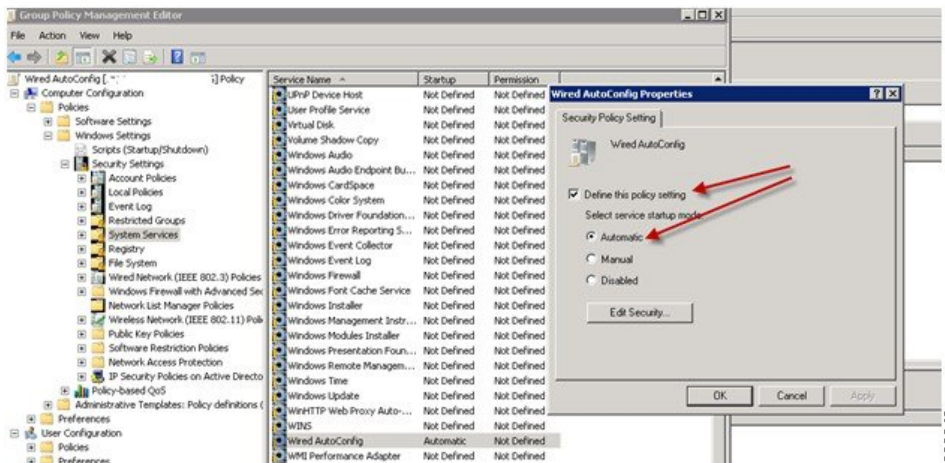 Group Policy Management Editor
File Action View Help
Wired AutoConfig [ ] Policy
Computer Configuration
Policies
Software Settings
Windows Settings
Scripts (Startup/Shutdown)
Security Settings
Account Policies
Local Policies
Event Log
Restricted Groups
System Services
Registry
File System
Wired Network (IEEE 802.3) Policies
Windows Firewall with Advanced Sec
Network List Manager Policies
Wireless Network (IEEE 802.11) Poli
Public Key Policies
Software Restriction Policies
Network Access Protection
IP Security Policies on Active Directo
Policy-based QoS
Administrative Templates: Policy definitions (
Preferences
User Configuration
Policies
Preferences
Service Name Startup Permission
UPnP Device Host Not Defined Not Defined
User Profile Service Not Defined Not Defined
Virtual Disk Not Defined Not Defined
Volume Shadow Copy Not Defined Not Defined
Windows Audio Not Defined Not Defined
Windows Audio Endpoint Bu... Not Defined Not Defined
Windows CardSpace Not Defined Not Defined
Windows Color System Not Defined Not Defined
Windows Driver Foundation... Not Defined Not Defined
Windows Error Reporting S... Not Defined Not Defined
Windows Event Collector Not Defined Not Defined
Windows Event Log Not Defined Not Defined
Windows Firewall Not Defined Not Defined
Windows Font Cache Service Not Defined Not Defined
Windows Installer Not Defined Not Defined
Windows Management Instr... Not Defined Not Defined
Windows Modules Installer Not Defined Not Defined
Windows Presentation Foun... Not Defined Not Defined
Windows Remote Managem... Not Defined Not Defined
Windows Time Not Defined Not Defined
Windows Update Not Defined Not Defined
WinHTTP Web Proxy Auto-... Not Defined Not Defined
WINS Not Defined Not Defined
Wired AutoConfig Automatic Not Defined
WMI Performance Adapter Not Defined Not Defined
Wired AutoConfig Properties
Security Policy Setting
Wired AutoConfig
Define this policy setting
Select service startup mode:
Automatic
Manual
Disabled
Edit Security...
OK Cancel Apply